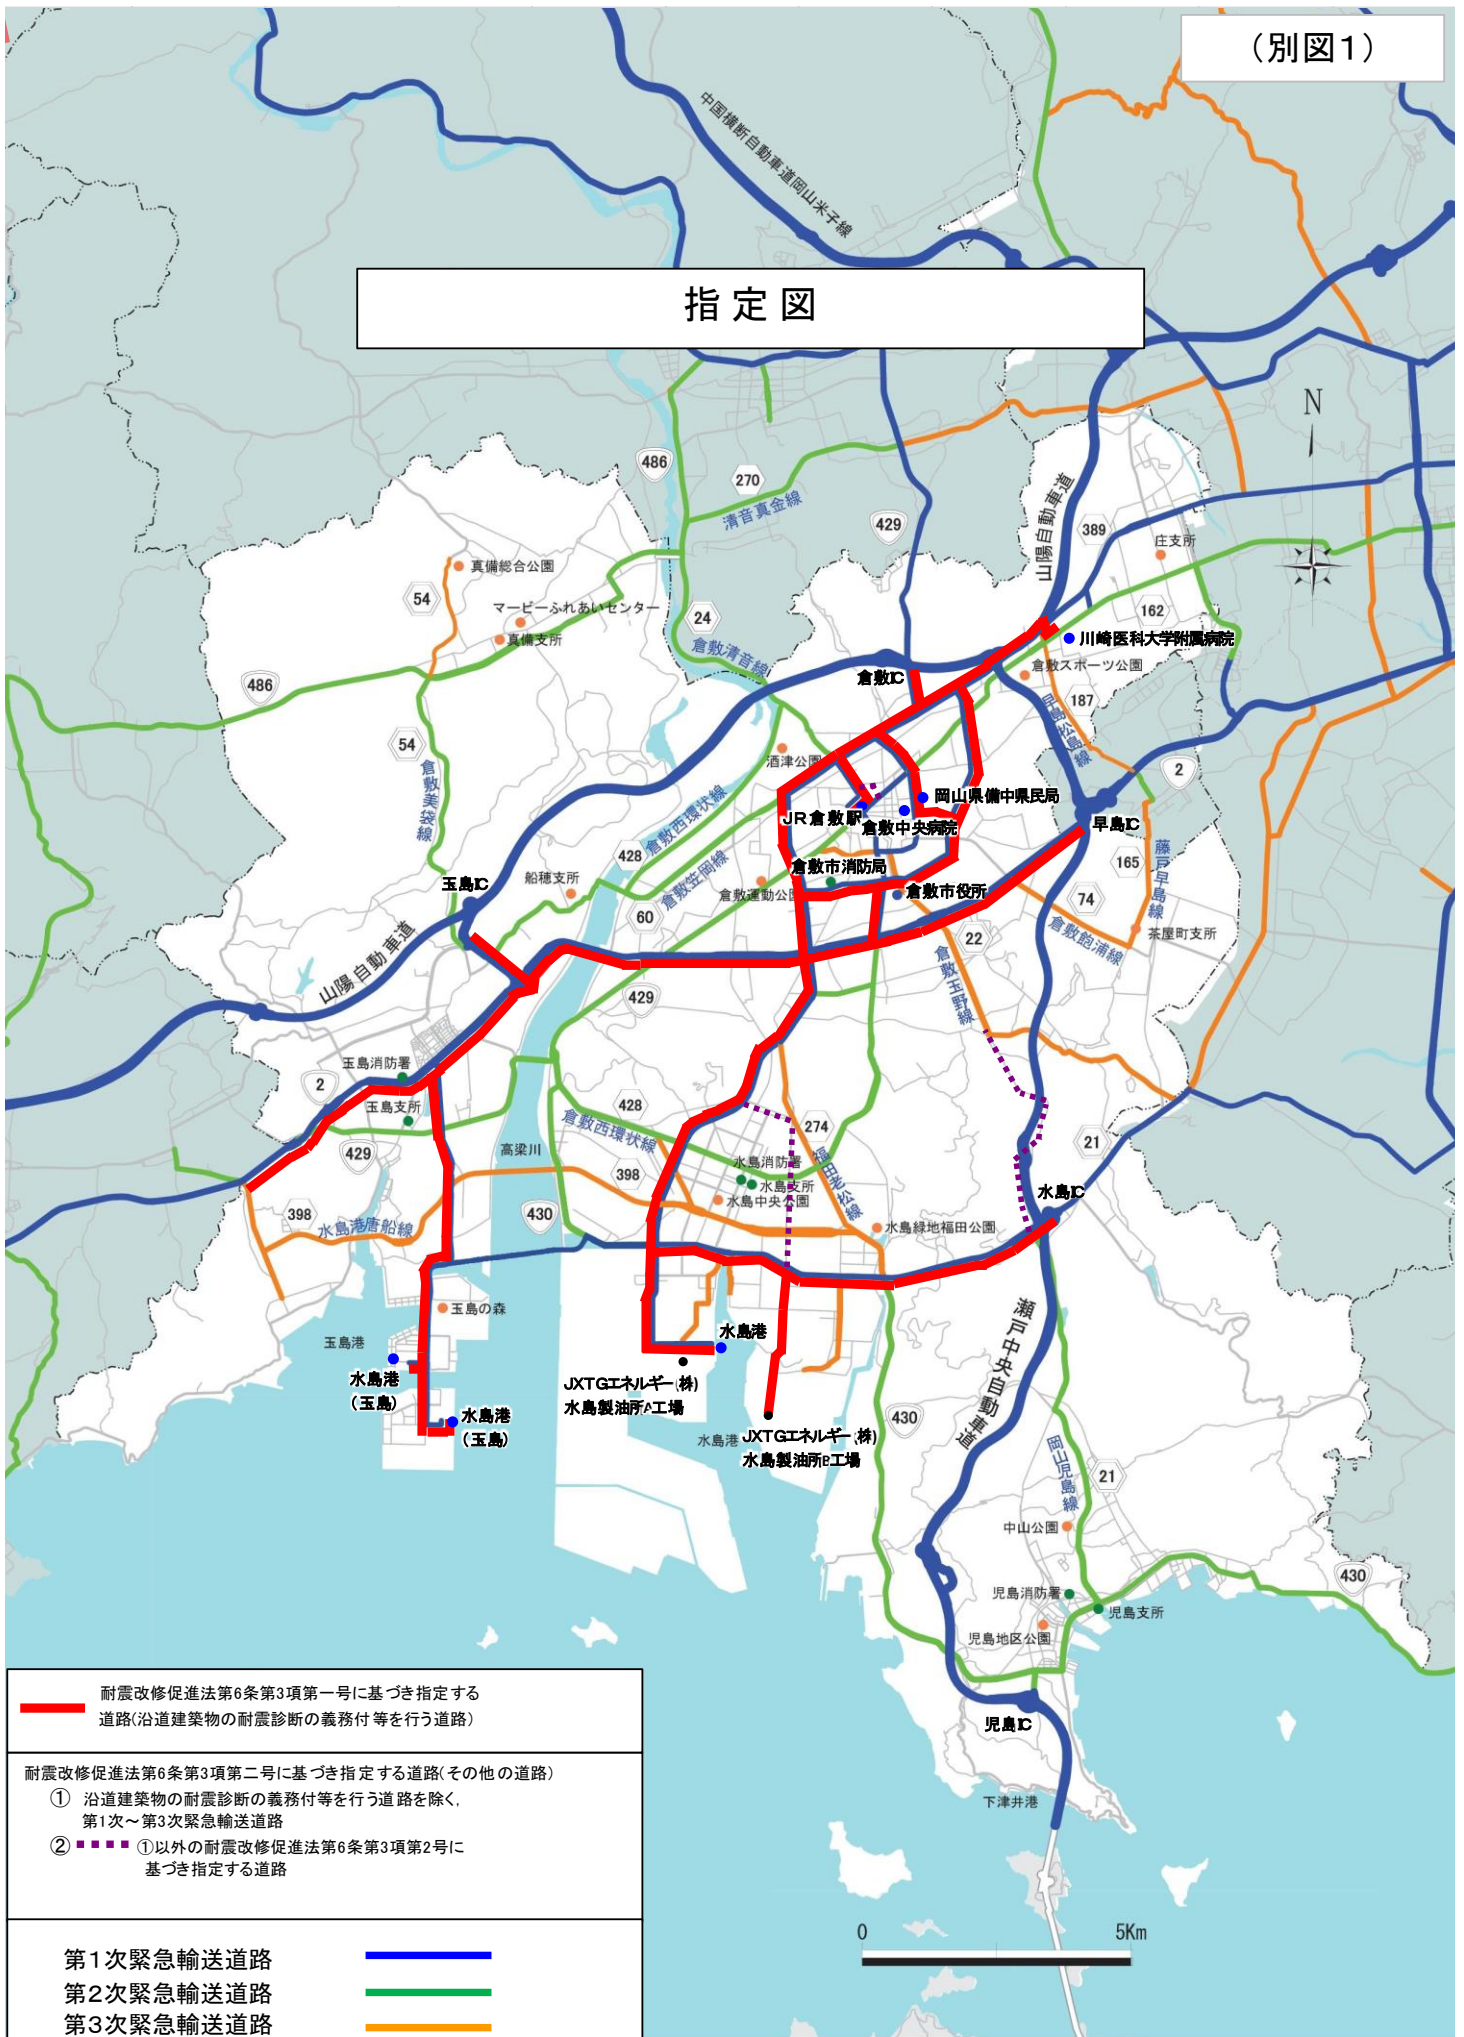 (別図1)
中国横断自動車道岡山米子線
指定図
N
486
270
清音真金線
429
山陽自動車道
389
庄支所
真備総合公園
54
マービーふれあいセンター
真備支所
24
倉敷清音線
162
川崎医科大学附属病院
486
倉敷IC
倉敷スポーツ公園
187
早島松島線
54
倉敷美袋線
酒津公園
2
岡山県備中県民局
JR倉敷駅
倉敷中央病院
早島IC
倉敷西環状線
428
倉敷笠岡線
165
藤戸早島線
玉島IC
船穂支所
倉敷市消防局
倉敷運動公園
倉敷市役所
74
60
倉敷飽浦線
茶屋町支所
22
山陽自動車道
倉敷玉野線
429
玉島消防署
2
玉島支所
428
倉敷西環状線
274
福田老松線
21
429
高梁川
398
水島消防署
水島支所
水島中央公園
水島IC
398
水島港唐船線
430
水島緑地福田公園
玉島の森
玉島港
水島港
瀬戸中央自動車道
水島港
(玉島)
JXTGエネルギー(株)
水島製油所A工場
水島港
(玉島)
水島港
JXTGエネルギー(株)
水島製油所B工場
430
岡山児島線
21
中山公園
児島消防署
児島支所
430
児島地区公園
児島IC
下津井港
耐震改修促進法第6条第3項第一号に基づき指定する
道路(沿道建築物の耐震診断の義務付等を行う道路)
耐震改修促進法第6条第3項第二号に基づき指定する道路(その他の道路)
① 沿道建築物の耐震診断の義務付等を行う道路を除く,
第1次~第3次緊急輸送道路
② ①以外の耐震改修促進法第6条第3項第2号に
基づき指定する道路
0 5Km
第1次緊急輸送道路
第2次緊急輸送道路
第3次緊急輸送道路